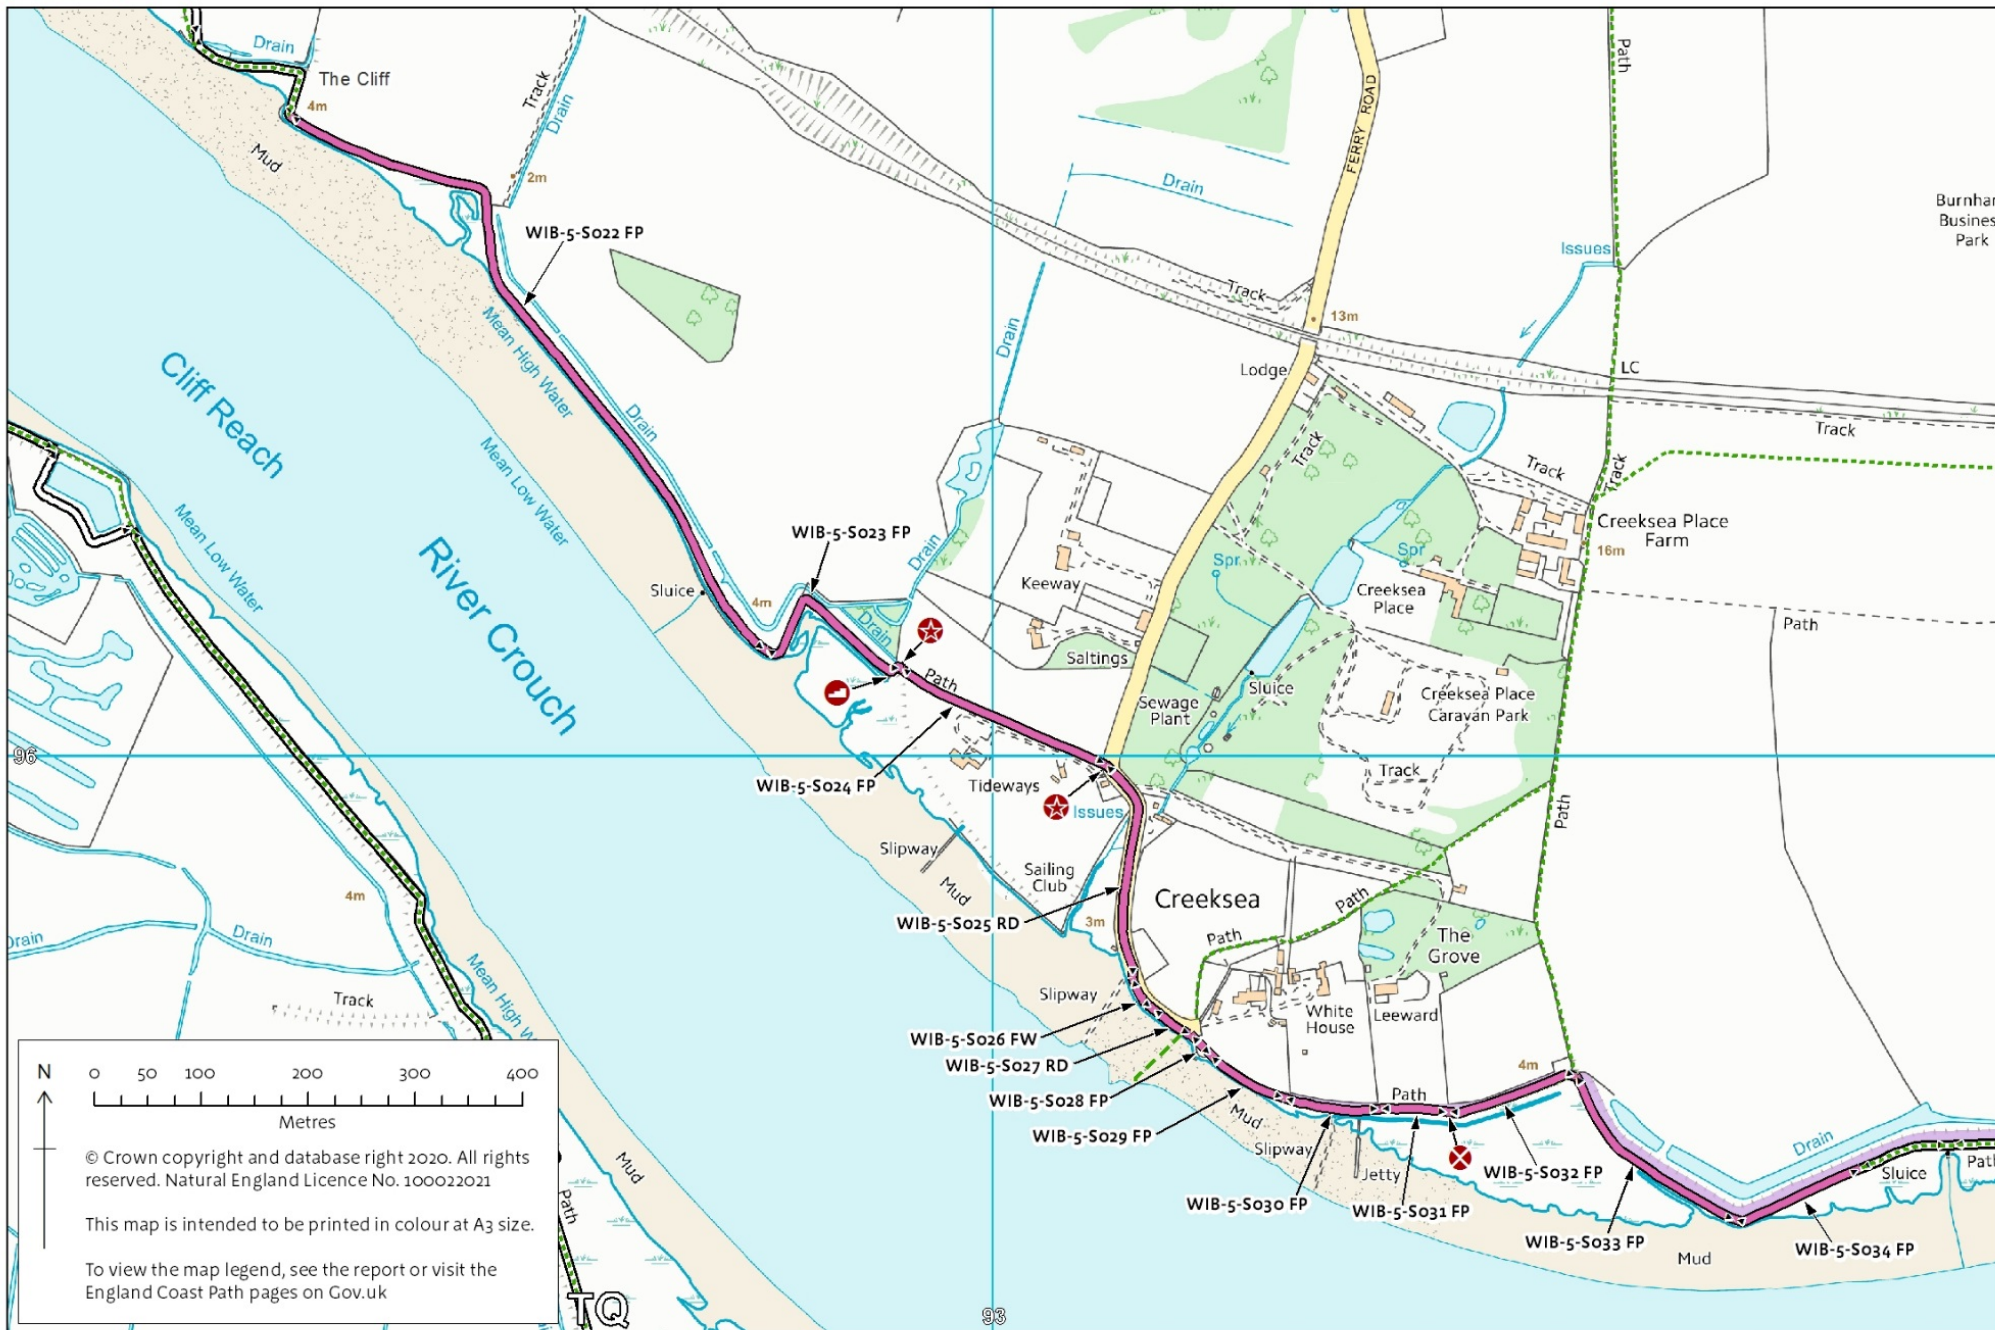 Drain
The Cliff
4m
Track
Drain
Mud
2m
FERRY ROAD
Path
Drain
Burnham
Business
Park
Issues
WIB-5-S022 FP
Track
13m
Mean High Water
Drain
Lodge
LC
Cliff Reach
Track
Drain
Mean Low Water
Track
Track
Track
Mean Low Water
River Crouch
WIB-5-S023 FP
Creeksea Place
Farm
16m
Drain
Spr
Spr
Sluice
4m
Keeway
Creeksea
Place
Path
Drain
Saltings
Path
Sluice
Creeksea Place
Caravan Park
Sewage
Plant
96
WIB-5-S024 FP
Tideways
Track
Issues
Path
Slipway
Sailing
Club
Mud
4m
Creeksea
Path
WIB-5-S025 RD
3m
Drain
Drain
Path
The
Grove
Mean High W
Track
Slipway
White
House
Leeward
WIB-5-S026 FW
WIB-5-S027 RD
4m
WIB-5-S028 FP
Path
Mud
WIB-5-S029 FP
Slipway
Jetty
WIB-5-S032 FP
Drain
Sluice
Path
WIB-5-S030 FP
WIB-5-S031 FP
WIB-5-S033 FP
WIB-5-S034 FP
Mud
Mud
Path
N
0 50 100 200 300 400
Metres
© Crown copyright and database right 2020. All rights
reserved. Natural England Licence No. 100022021
This map is intended to be printed in colour at A3 size.
To view the map legend, see the report or visit the
England Coast Path pages on Gov.uk
TQ
93